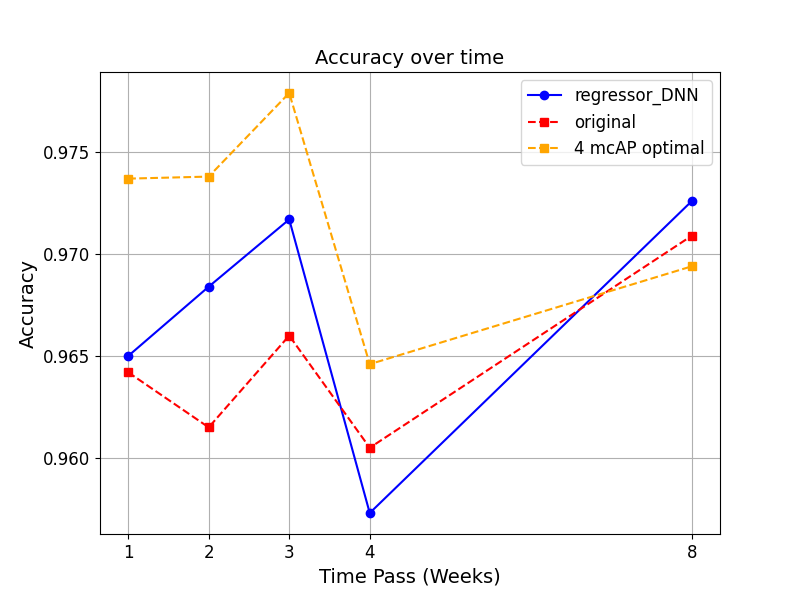 Accuracy over time
regressor_DNN
original
4 mcAP optimal
0.975
0.970
0.965
0.960
Accuracy
1 2 3 4 8
Time Pass (Weeks)